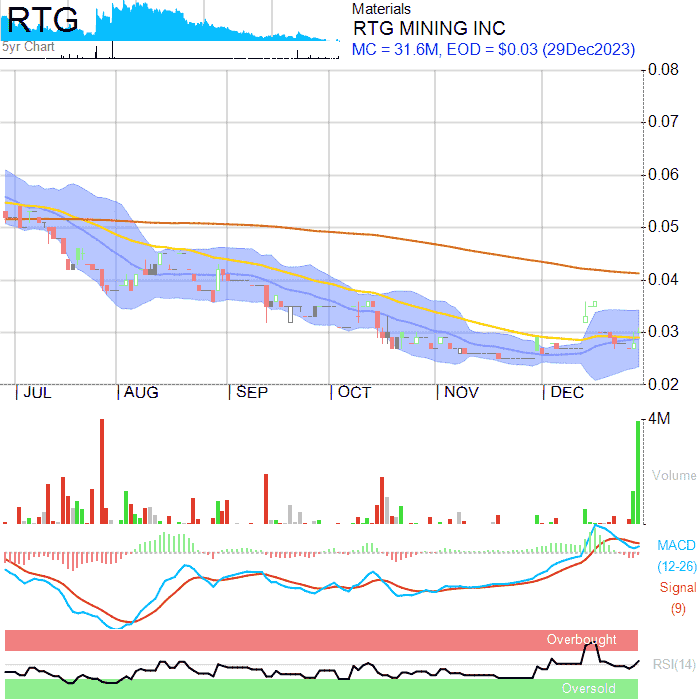 RTG
5yr Chart
Materials
RTG MINING INC
MC = 31.6M, EOD = $0.03 (29Dec2023)
0.08
0.07
0.06
0.05
0.04
0.03
0.02
JUL AUG SEP OCT NOV DEC
4M
Volume
MACD
(12-26)
Signal
(9)
Overbought
RSI(14)
Oversold